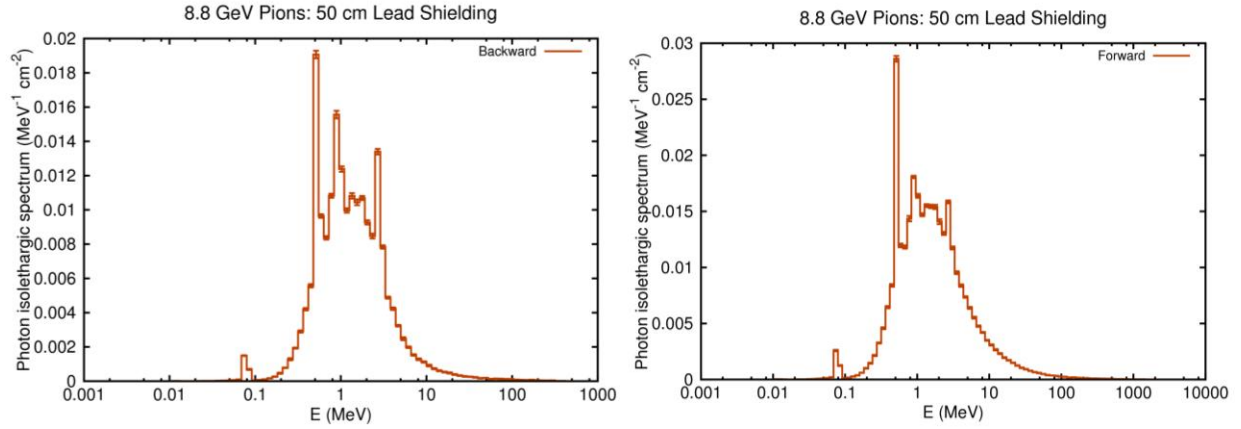 8.8 GeV Pions: 50 cm Lead Shielding
Backward
Photon isolethargic spectrum (MeV⁻¹ cm⁻²)
0.02
0.018
0.016
0.014
0.012
0.01
0.008
0.006
0.004
0.002
0
0.001 0.01 0.1 1 10 100 1000
E (MeV)
8.8 GeV Pions: 50 cm Lead Shielding
Forward
Photon isolethargic spectrum (MeV⁻¹ cm⁻²)
0.03
0.025
0.02
0.015
0.01
0.005
0
0.001 0.01 0.1 1 10 100 1000 10000
E (MeV)